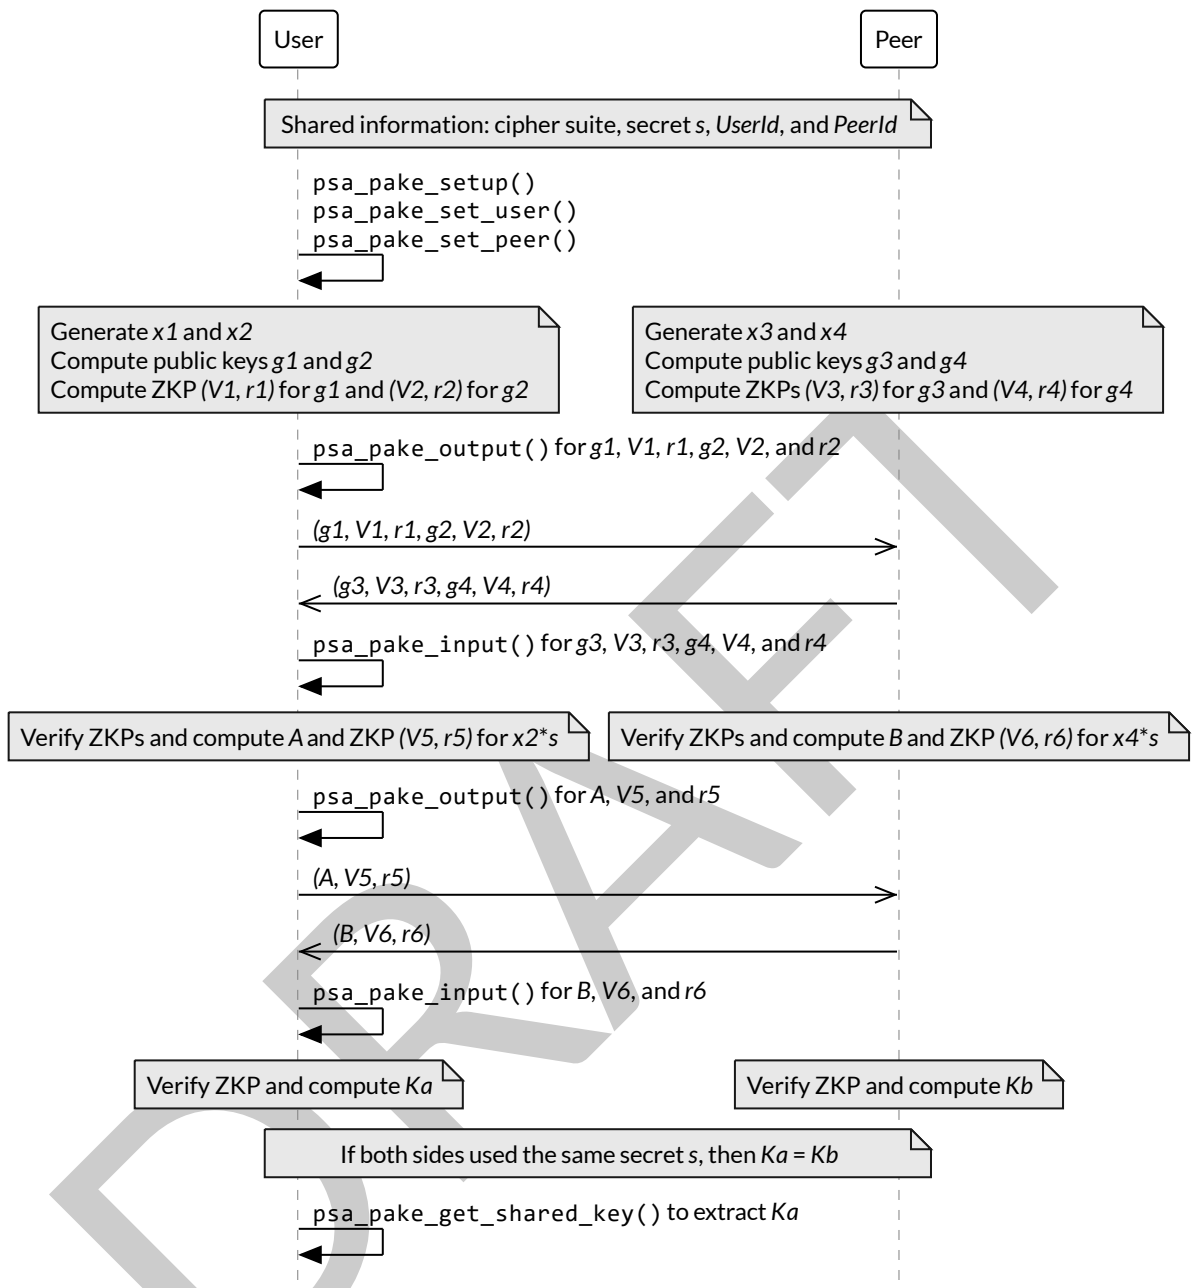 User
Peer
Shared information: cipher suite, secret s, UserId, and PeerId
psa_pake_setup()
psa_pake_set_user()
psa_pake_set_peer()
Generate x1 and x2
Compute public keys g1 and g2
Compute ZKP (V1, r1) for g1 and (V2, r2) for g2
Generate x3 and x4
Compute public keys g3 and g4
Compute ZKPs (V3, r3) for g3 and (V4, r4) for g4
psa_pake_output() for g1, V1, r1, g2, V2, and r2
(g1, V1, r1, g2, V2, r2)
(g3, V3, r3, g4, V4, r4)
psa_pake_input() for g3, V3, r3, g4, V4, and r4
Verify ZKPs and compute A and ZKP (V5, r5) for x2*s
Verify ZKPs and compute B and ZKP (V6, r6) for x4*s
psa_pake_output() for A, V5, and r5
(A, V5, r5)
(B, V6, r6)
psa_pake_input() for B, V6, and r6
Verify ZKP and compute Ka
Verify ZKP and compute Kb
If both sides used the same secret s, then Ka = Kb
psa_pake_get_shared_key() to extract Ka
DRAFT